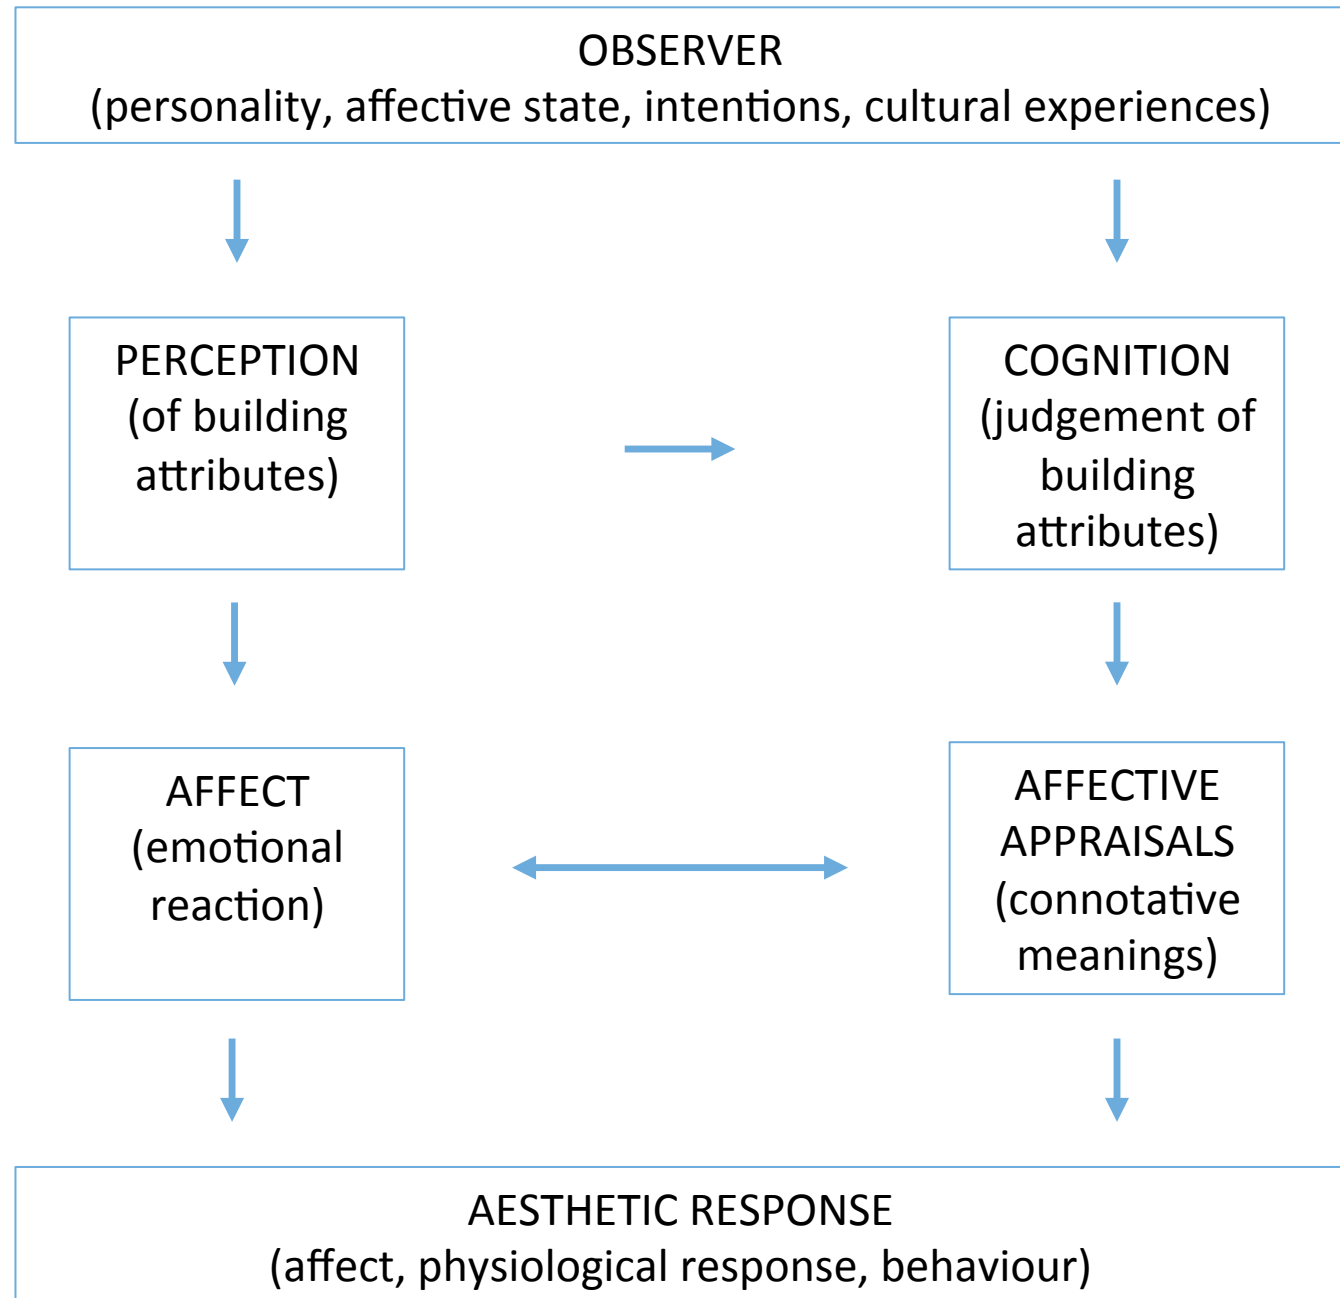 OBSERVER
(personality, affective state, intentions, cultural experiences)
PERCEPTION
(of building
attributes)
COGNITION
(judgement of
building
attributes)
AFFECT
(emotional
reaction)
AFFECTIVE
APPRAISALS
(connotative
meanings)
AESTHETIC RESPONSE
(affect, physiological response, behaviour)